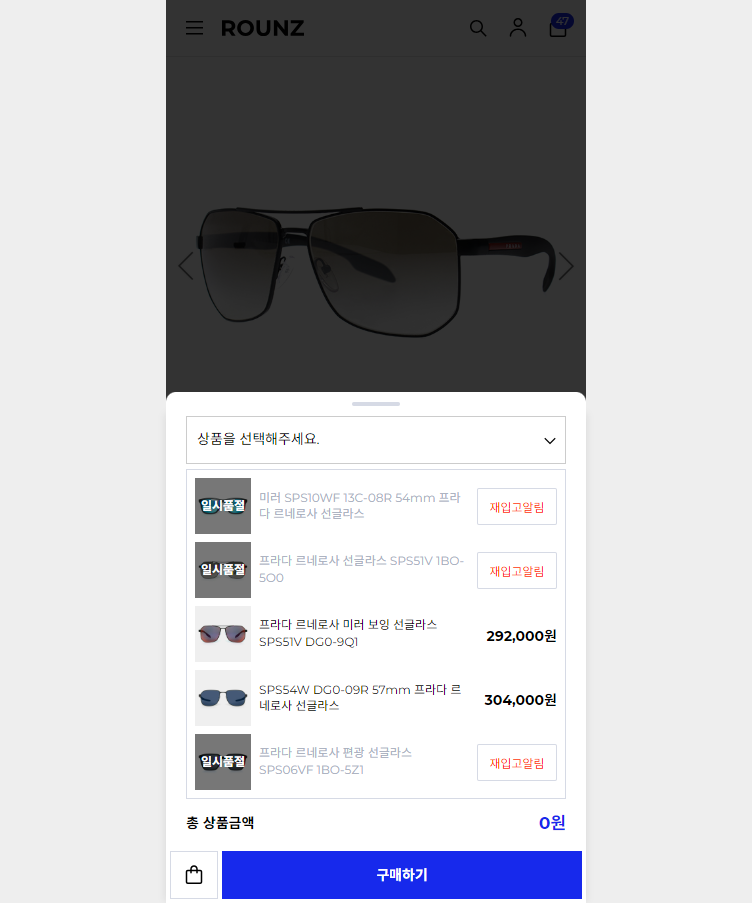 ROUNZ
47
상품을 선택해주세요.
일시품절
미러 SPS10WF 13C-08R 54mm 프라
다 르네로사 선글라스
재입고알림
일시품절
프라다 르네로사 선글라스 SPS51V 1BO-
5O0
재입고알림
프라다 르네로사 미러 보잉 선글라스
SPS51V DG0-9Q1
292,000원
SPS54W DG0-09R 57mm 프라다 르
네로사 선글라스
304,000원
일시품절
프라다 르네로사 편광 선글라스
SPS06VF 1BO-5Z1
재입고알림
총 상품금액
0원
구매하기